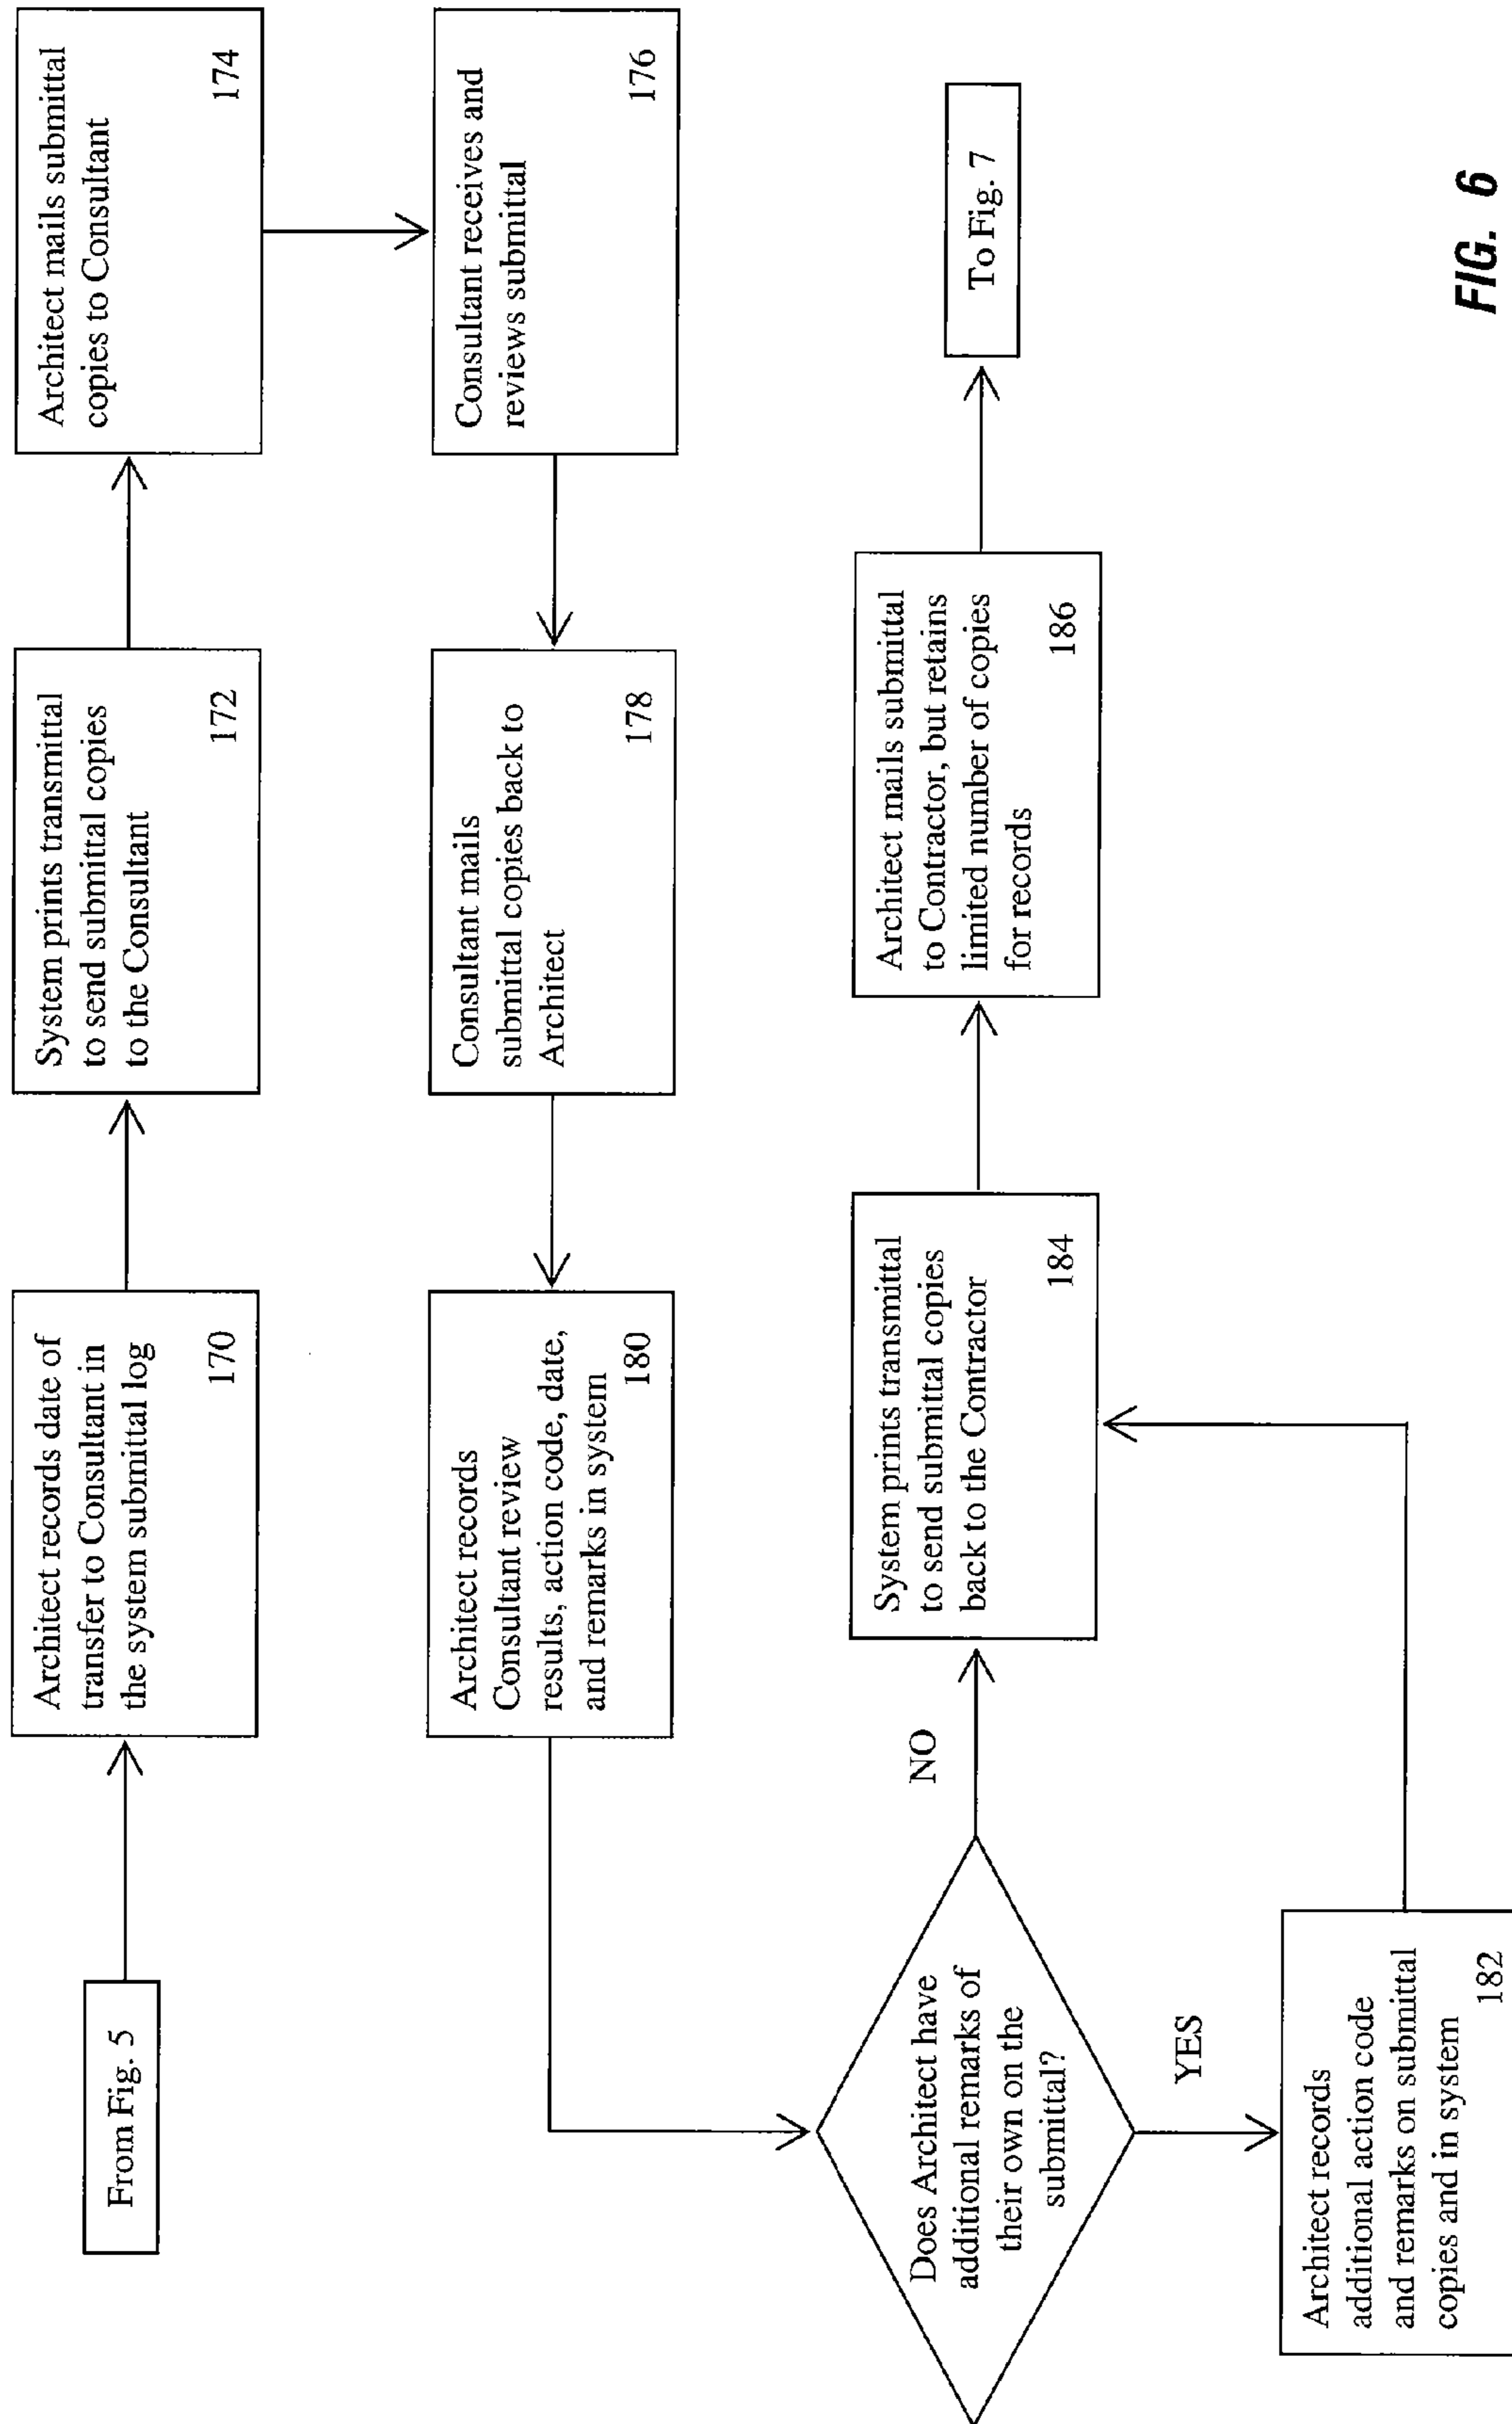 From Fig. 5
Architect records date of
transfer to Consultant in
the system submittal log
170
System prints transmittal
to send submittal copies
to the Consultant
172
Architect mails submittal
copies to Consultant
174
Consultant receives and
reviews submittal
176
Consultant mails
submittal copies back to
Architect
178
Architect records
Consultant review
results, action code, date,
and remarks in system
180
Does Architect have
additional remarks of
their own on the
submittal?
NO
YES
Architect records
additional action code
and remarks on submittal
copies and in system
182
System prints transmittal
to send submittal copies
back to the Contractor
184
Architect mails submittal
to Contractor, but retains
limited number of copies
for records
186
To Fig. 7
FIG. 6